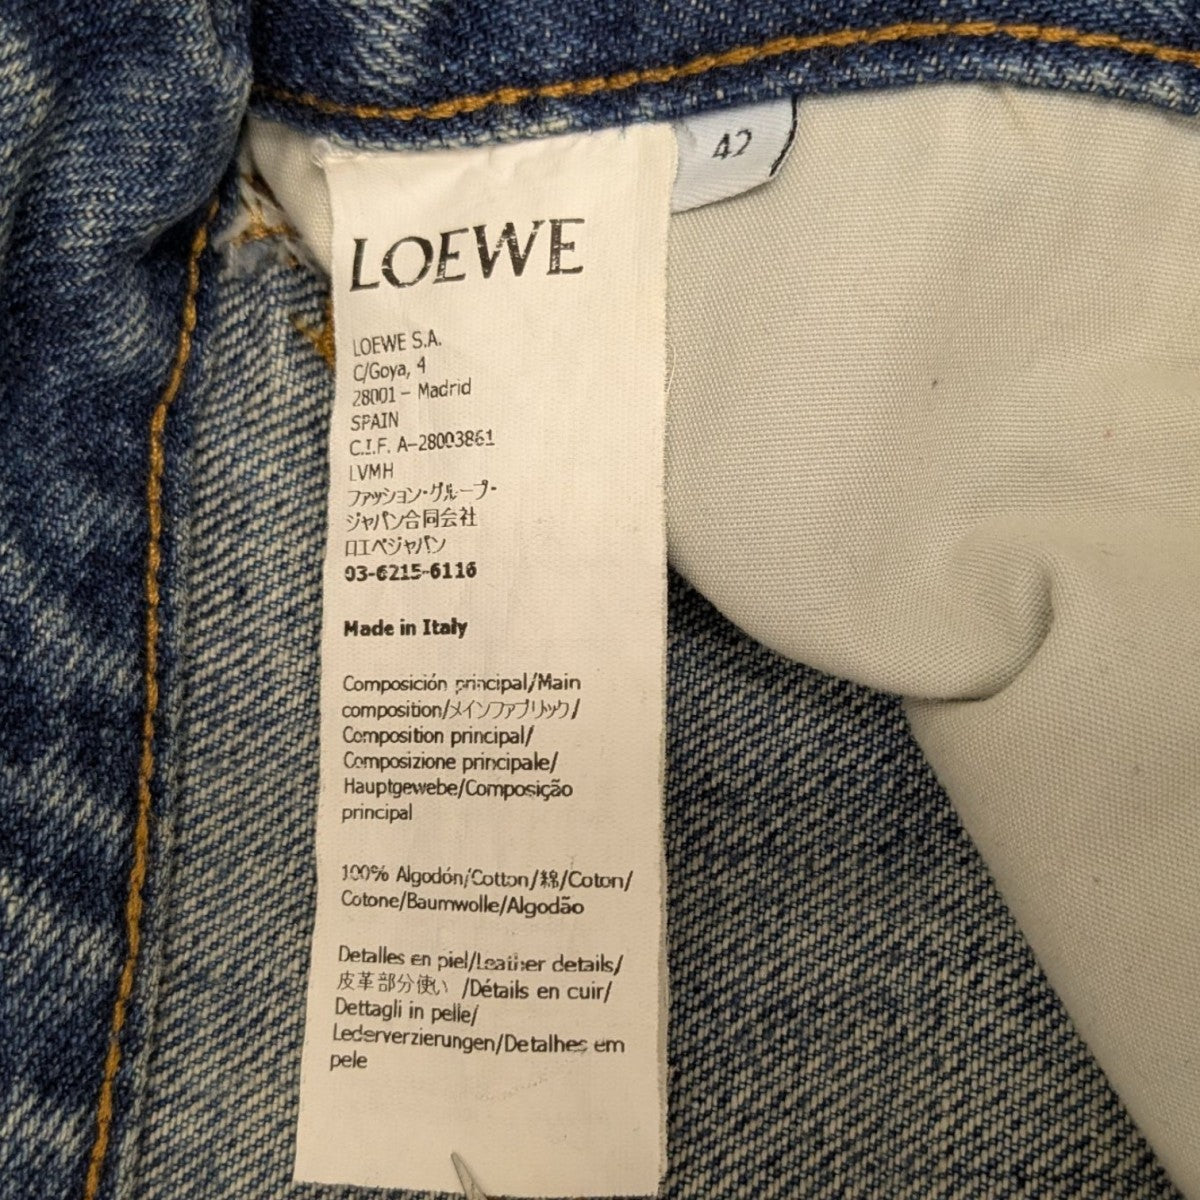 42
LOEWE
LOEWE S.A.
C/Goya, 4
28001 – Madrid
SPAIN
C.I.F. A-28003861
LVMH
ファッション・グループ・
ジャパン合同会社
ロエベジャパン
03-6215-6116
Made in Italy
Composición principal/Main
composition/メインファブリック/
Composition principal/
Composizione principale/
Hauptgewebe/Composição
principal
100% Algodón/Cotton/綿/Coton/
Cotone/Baumwolle/Algodão
Detalles en piel/Leather details/
皮革部分使い /Détails en cuir/
Dettagli in pelle/
Lederverzierungen/Detalhes em
pele